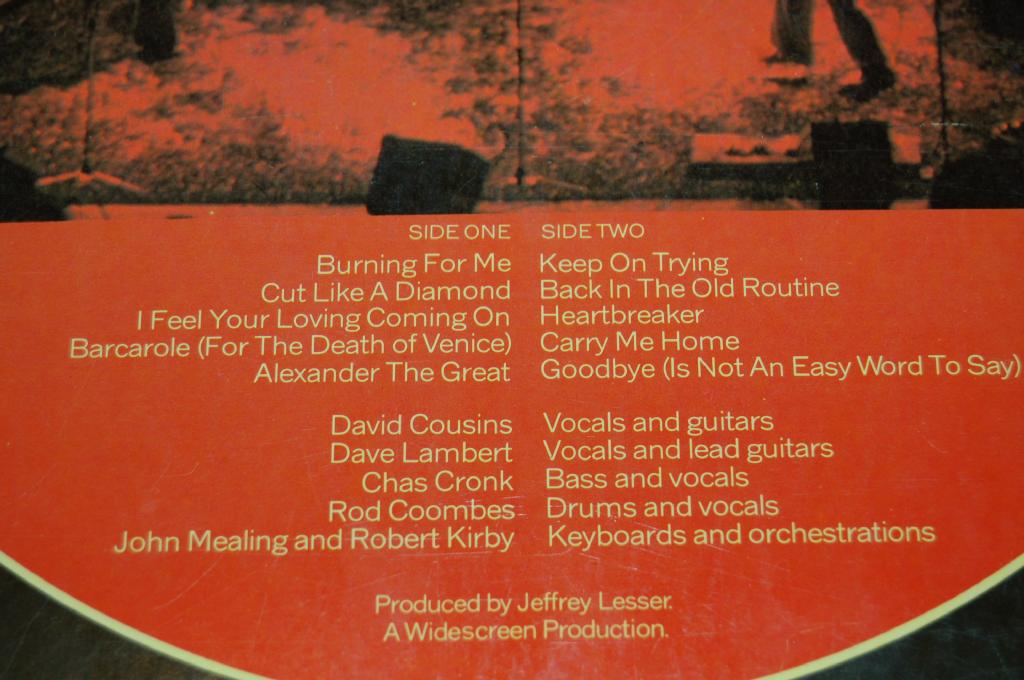 SIDE ONE SIDE TWO
Burning For Me Keep On Trying
Cut Like A Diamond Back In The Old Routine
I Feel Your Loving Coming On Heartbreaker
Barcarole (For The Death of Venice) Carry Me Home
Alexander The Great Goodbye (Is Not An Easy Word To Say)
David Cousins Vocals and guitars
Dave Lambert Vocals and lead guitars
Chas Cronk Bass and vocals
Rod Coombes Drums and vocals
John Mealing and Robert Kirby Keyboards and orchestrations
Produced by Jeffrey Lesser.
A Widescreen Production.